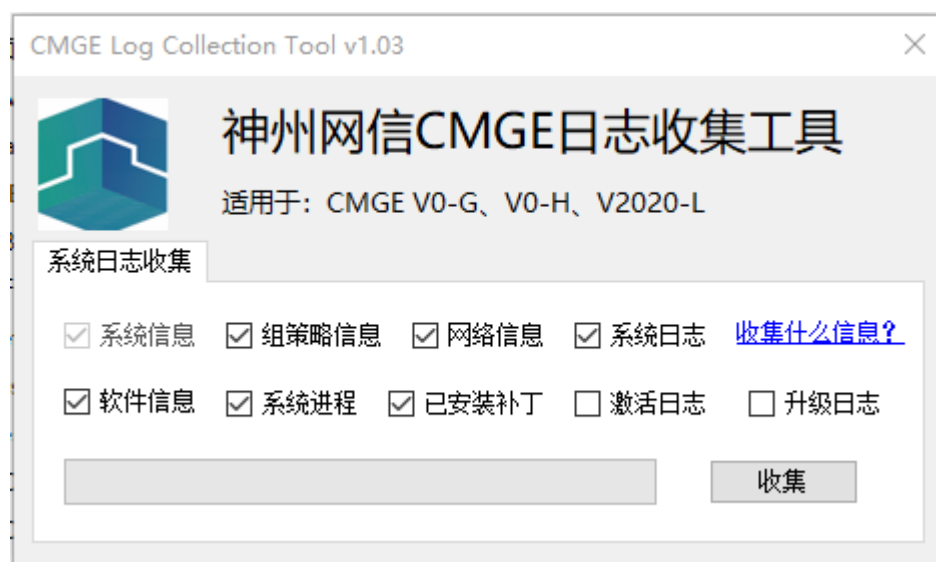 CMGE Log Collection Tool v1.03
神州网信CMGE日志收集工具
适用于：CMGE V0-G、V0-H、V2020-L
系统日志收集
系统信息 组策略信息 网络信息 系统日志 收集什么信息？
软件信息 系统进程 已安装补丁 激活日志 升级日志
收集